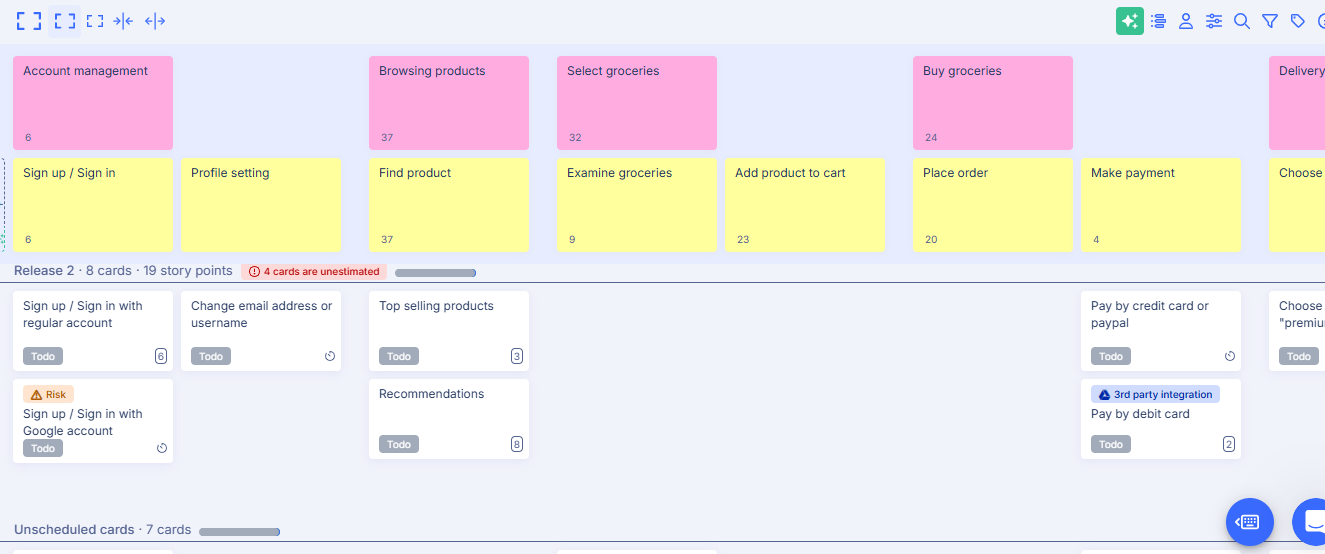 Account management
6
Browsing products
37
Select groceries
32
Buy groceries
24
Delivery
Sign up / Sign in
6
Profile setting
Find product
37
Examine groceries
9
Add product to cart
23
Place order
20
Make payment
4
Choose
Release 2 · 8 cards · 19 story points
4 cards are unestimated
Sign up / Sign in with
regular account
Todo
6
Change email address or
username
Todo
Top selling products
Todo
3
Pay by credit card or
paypal
Todo
Choose
"premiu
Todo
Risk
Sign up / Sign in with
Google account
Todo
Recommendations
Todo
8
3rd party integration
Pay by debit card
Todo
2
Unscheduled cards · 7 cards